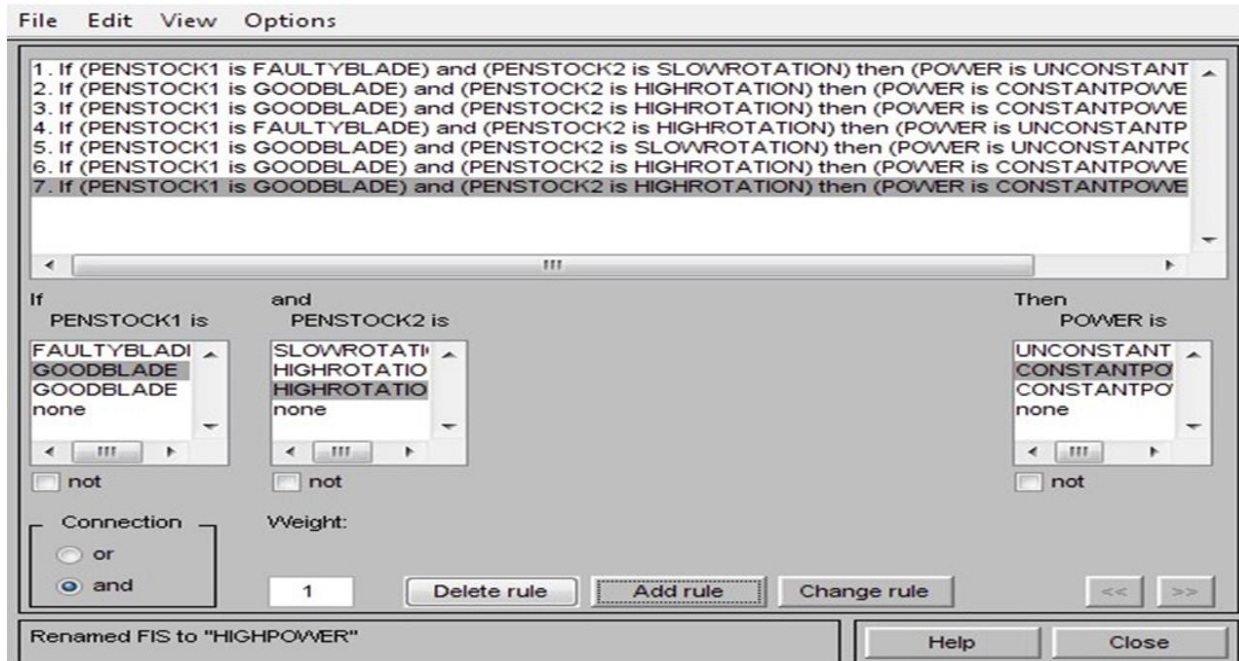 File Edit View Options
1. If (PENSTOCK1 is FAULTYBLADE) and (PENSTOCK2 is SLOWROTATION) then (POWER is UNCONSTANT
2. If (PENSTOCK1 is GOODBLADE) and (PENSTOCK2 is HIGHROTATION) then (POWER is CONSTANTPOWE
3. If (PENSTOCK1 is GOODBLADE) and (PENSTOCK2 is HIGHROTATION) then (POWER is CONSTANTPOWE
4. If (PENSTOCK1 is FAULTYBLADE) and (PENSTOCK2 is HIGHROTATION) then (POWER is UNCONSTANTP
5. If (PENSTOCK1 is GOODBLADE) and (PENSTOCK2 is SLOWROTATION) then (POWER is UNCONSTANTP(
6. If (PENSTOCK1 is GOODBLADE) and (PENSTOCK2 is HIGHROTATION) then (POWER is CONSTANTPOWE
7. If (PENSTOCK1 is GOODBLADE) and (PENSTOCK2 is HIGHROTATION) then (POWER is CONSTANTPOWE
If and Then
PENSTOCK1 is PENSTOCK2 is POWER is
FAULTYBLADI SLOWROTATI UNCONSTANT
GOODBLADE HIGHROTATIO CONSTANTPO
GOODBLADE HIGHROTATIO CONSTANTPO
none none none
not not not
Connection Weight:
or
and 1 Delete rule Add rule Change rule << >>
Renamed FIS to "HIGHPOWER" Help Close